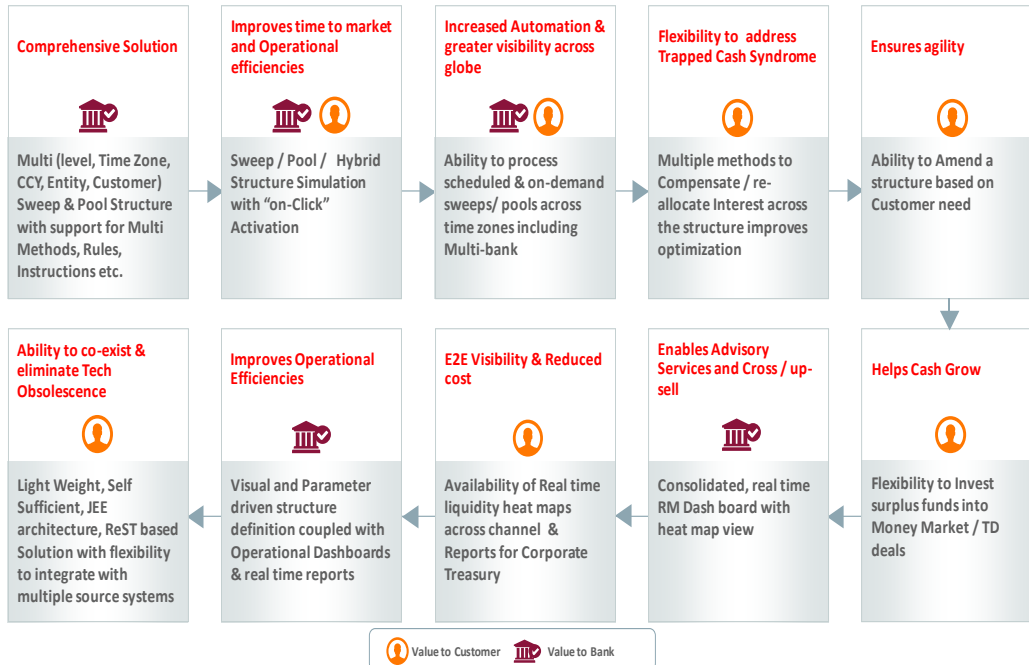 Comprehensive Solution
Multi (level, Time Zone,
CCY, Entity, Customer)
Sweep & Pool Structure
with support for Multi
Methods, Rules,
Instructions etc.
Improves time to market
and Operational
efficiencies
Sweep / Pool / Hybrid
Structure Simulation
with “on-Click”
Activation
Increased Automation &
greater visibility across
globe
Ability to process
scheduled & on-demand
sweeps/ pools across
time zones including
Multi-bank
Flexibility to address
Trapped Cash Syndrome
Multiple methods to
Compensate / re-
allocate Interest across
the structure improves
optimization
Ensures agility
Ability to Amend a
structure based on
Customer need
Helps Cash Grow
Flexibility to Invest
surplus funds into
Money Market / TD
deals
Enables Advisory
Services and Cross / up-
sell
Consolidated, real time
RM Dash board with
heat map view
E2E Visibility & Reduced
cost
Availability of Real time
liquidity heat maps
across channel &
Reports for Corporate
Treasury
Improves Operational
Efficiencies
Visual and Parameter
driven structure
definition coupled with
Operational Dashboards
& real time reports
Ability to co-exist &
eliminate Tech
Obsolescence
Light Weight, Self
Sufficient, JEE
architecture, ReST based
Solution with flexibility
to integrate with
multiple source systems
Value to Customer
Value to Bank